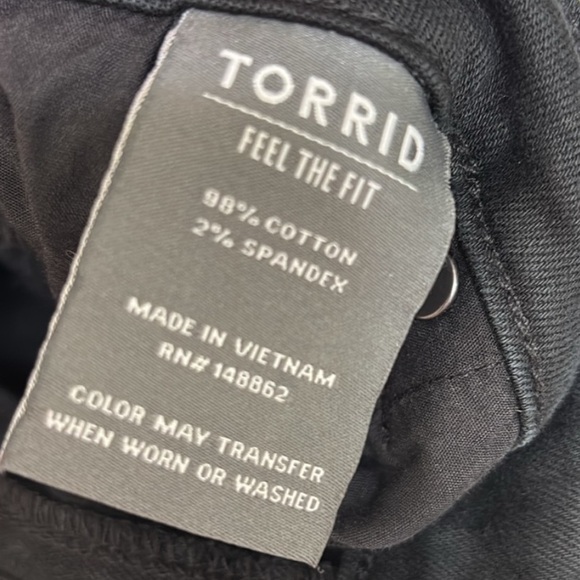 TORRID
FEEL THE FIT
98% COTTON
2% SPANDEX
MADE IN VIETNAM
RN# 148862
COLOR MAY TRANSFER
WHEN WORN OR WASHED